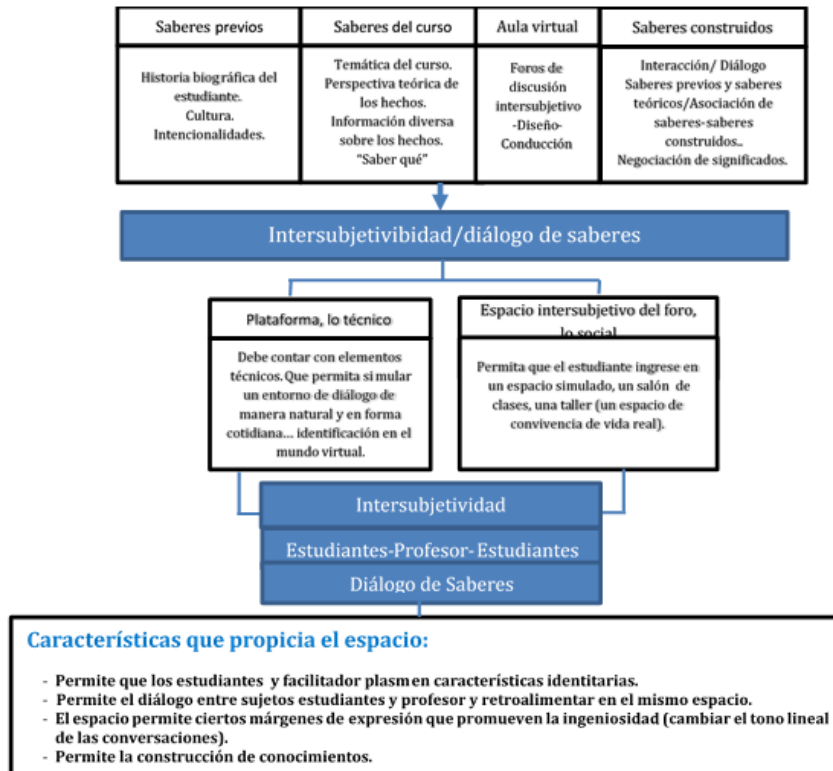 Saberes previos
Historia biográfica del
estudiante.
Cultura.
Intencionalidades.
Saberes del curso
Temática del curso.
Perspectiva teórica de
los hechos.
Información diversa
sobre los hechos.
"Saber qué"
Aula virtual
Foros de
discusión
intersubjetivo
-Diseño-
Conducción
Saberes construidos
Interacción/ Diálogo
Saberes previos y saberes
teóricos/Asociación de
saberes-saberes
construidos..
Negociación de significados.
Intersubjetivibidad/diálogo de saberes
Plataforma, lo técnico
Debe contar con elementos
técnicos. Que permita si mular
un entorno de diálogo de
manera natural y en forma
cotidiana... identificación en el
mundo virtual.
Espacio intersubjetivo del foro,
lo social
Permita que el estudiante ingrese en
un espacio simulado, un salón de
clases, una taller (un espacio de
convivencia de vida real).
Intersubjetividad
Estudiantes-Profesor-Estudiantes
Diálogo de Saberes
Características que propicia el espacio:
- Permite que los estudiantes y facilitador plasmen características identitarias.
- Permite el diálogo entre sujetos estudiantes y profesor y retroalimentar en el mismo espacio.
- El espacio permite ciertos márgenes de expresión que promueven la ingeniosidad (cambiar el tono lineal
de las conversaciones).
- Permite la construcción de conocimientos.